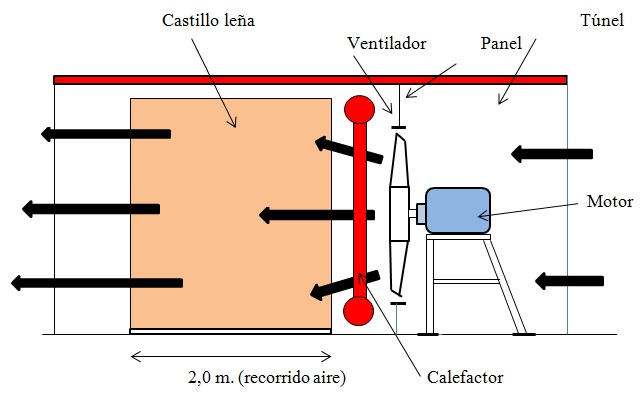 Castillo leña
Túnel
Ventilador
Panel
Motor
2,0 m. (recorrido aire)
Calefactor